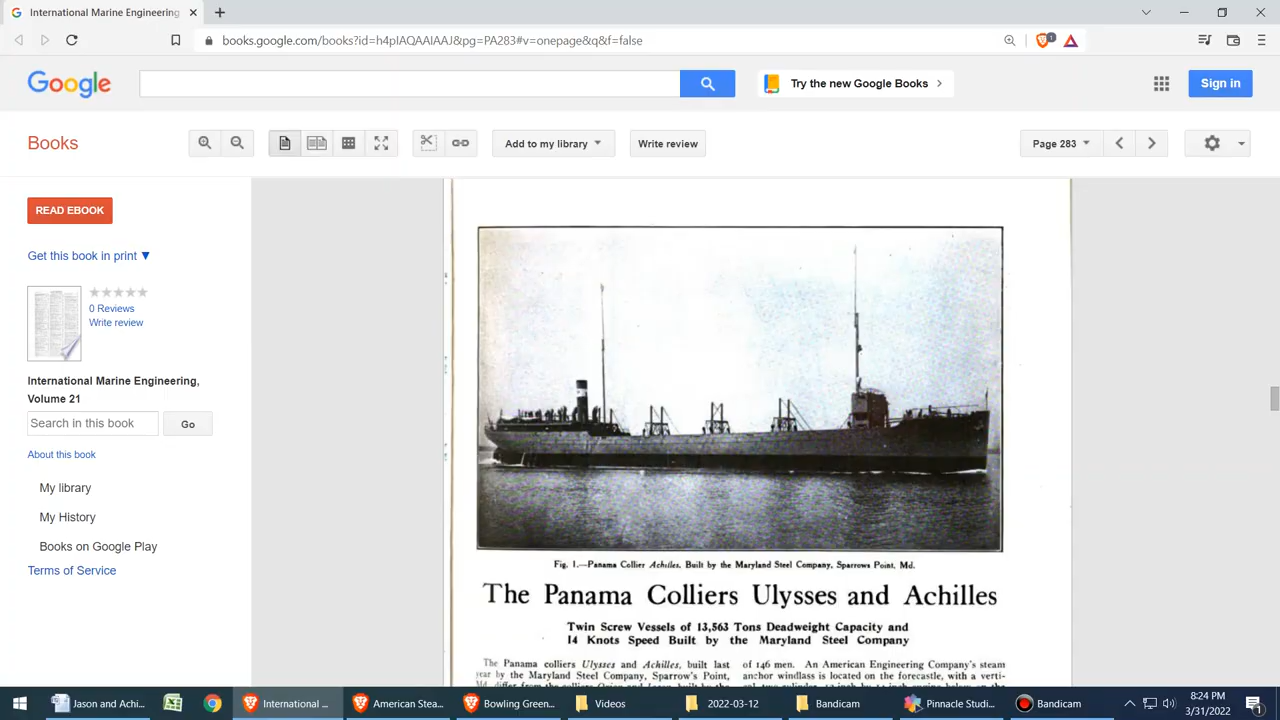 International Marine Engineering
books.google.com/books?id=h4pIAQAAIAAJ&pg=PA283#v=onepage&q&f=false
1
Google
Try the new Google Books
Sign in
Books
Add to my library
Write review
Page 283
READ EBOOK
Get this book in print ▼
0 Reviews
Write review
International Marine Engineering,
Volume 21
Search in this book
Go
About this book
My library
My History
Books on Google Play
Terms of Service
Fig. 1.—Panama Collier Achilles, Built by the Maryland Steel Company, Sparrows Point, Md.
The Panama Colliers Ulysses and Achilles
Twin Screw Vessels of 13,563 Tons Deadweight Capacity and
14 Knots Speed Built by the Maryland Steel Company
The Panama colliers Ulysses and Achilles, built last
year by the Maryland Steel Company, Sparrow's Point,
of 146 men. An American Engineering Company's steam
anchor windlass is located on the forecastle, with a verti-
Jason and Achi...
International ...
American Stea...
Bowling Green...
Videos
2022-03-12
Bandicam
Pinnacle Studi...
Bandicam
8:24 PM
3/31/2022
1